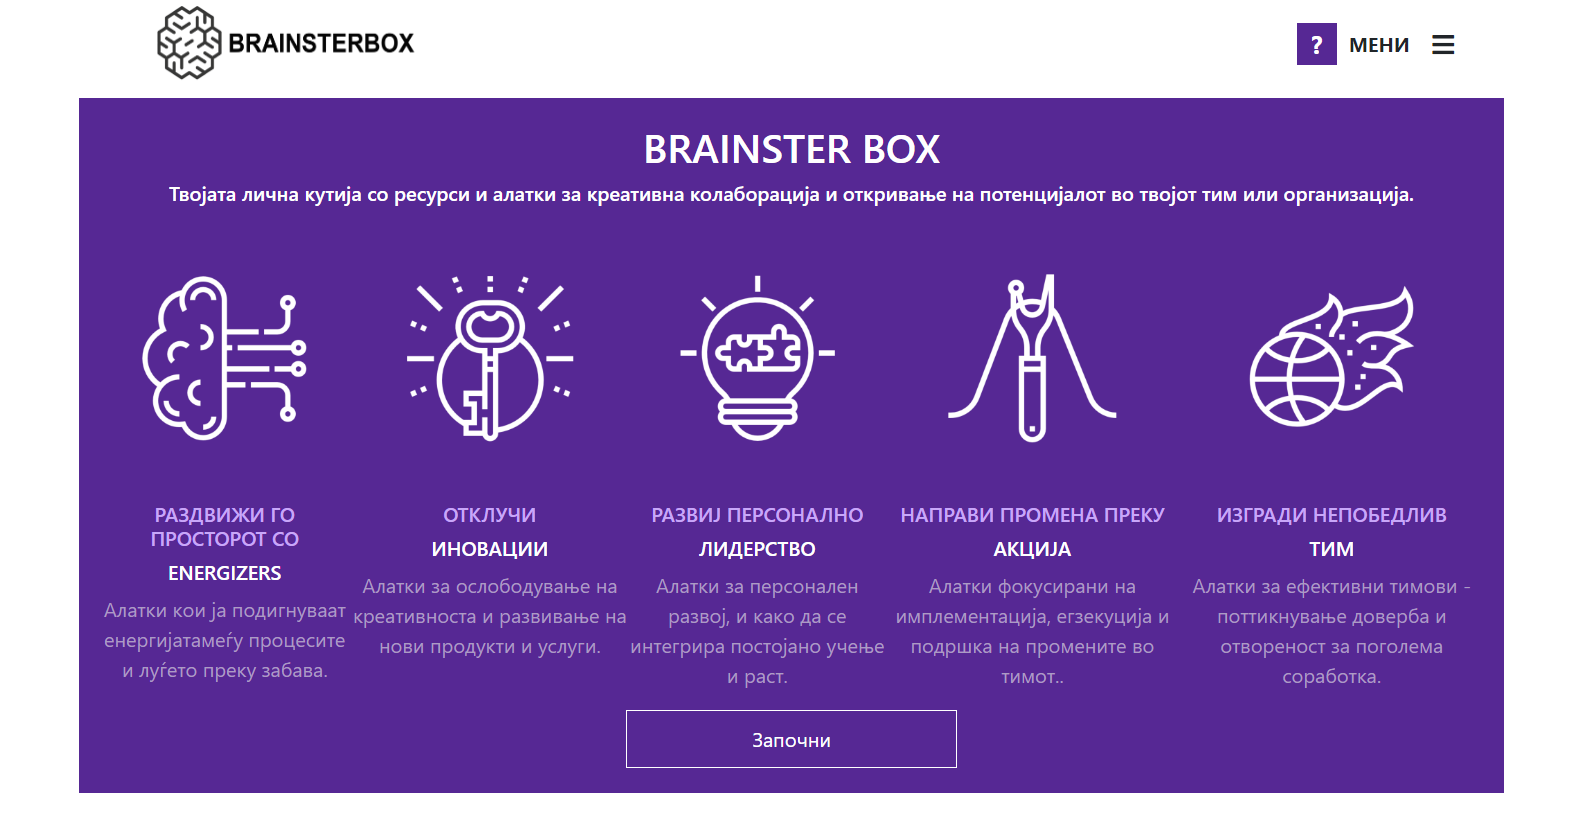 BRAINSTERBOX
? МЕНИ
BRAINSTER BOX
Твојата лична кутија со ресурси и алатки за креативна колаборација и откривање на потенцијалот во твојот тим или организација.
РАЗДВИЖИ ГО
ПРОСТОРОТ СО
ENERGIZERS
Алатки кои ја подигнуваат
енергијатамеѓу процесите
и луѓето преку забава.
ОТКЛУЧИ
ИНОВАЦИИ
Алатки за ослободување на
креативноста и развивање на
нови продукти и услуги.
РАЗВИЈ ПЕРСОНАЛНО
ЛИДЕРСТВО
Алатки за персонален
развој, и како да се
интегрира постојано учење
и раст.
НАПРАВИ ПРОМЕНА ПРЕКУ
АКЦИЈА
Алатки фокусирани на
имплементација, егзекуција и
подршка на промените во
тимот..
ИЗГРАДИ НЕПОБЕДЛИВ
ТИМ
Алатки за ефективни тимови -
поттикнување доверба и
отвореност за поголема
соработка.
Започни